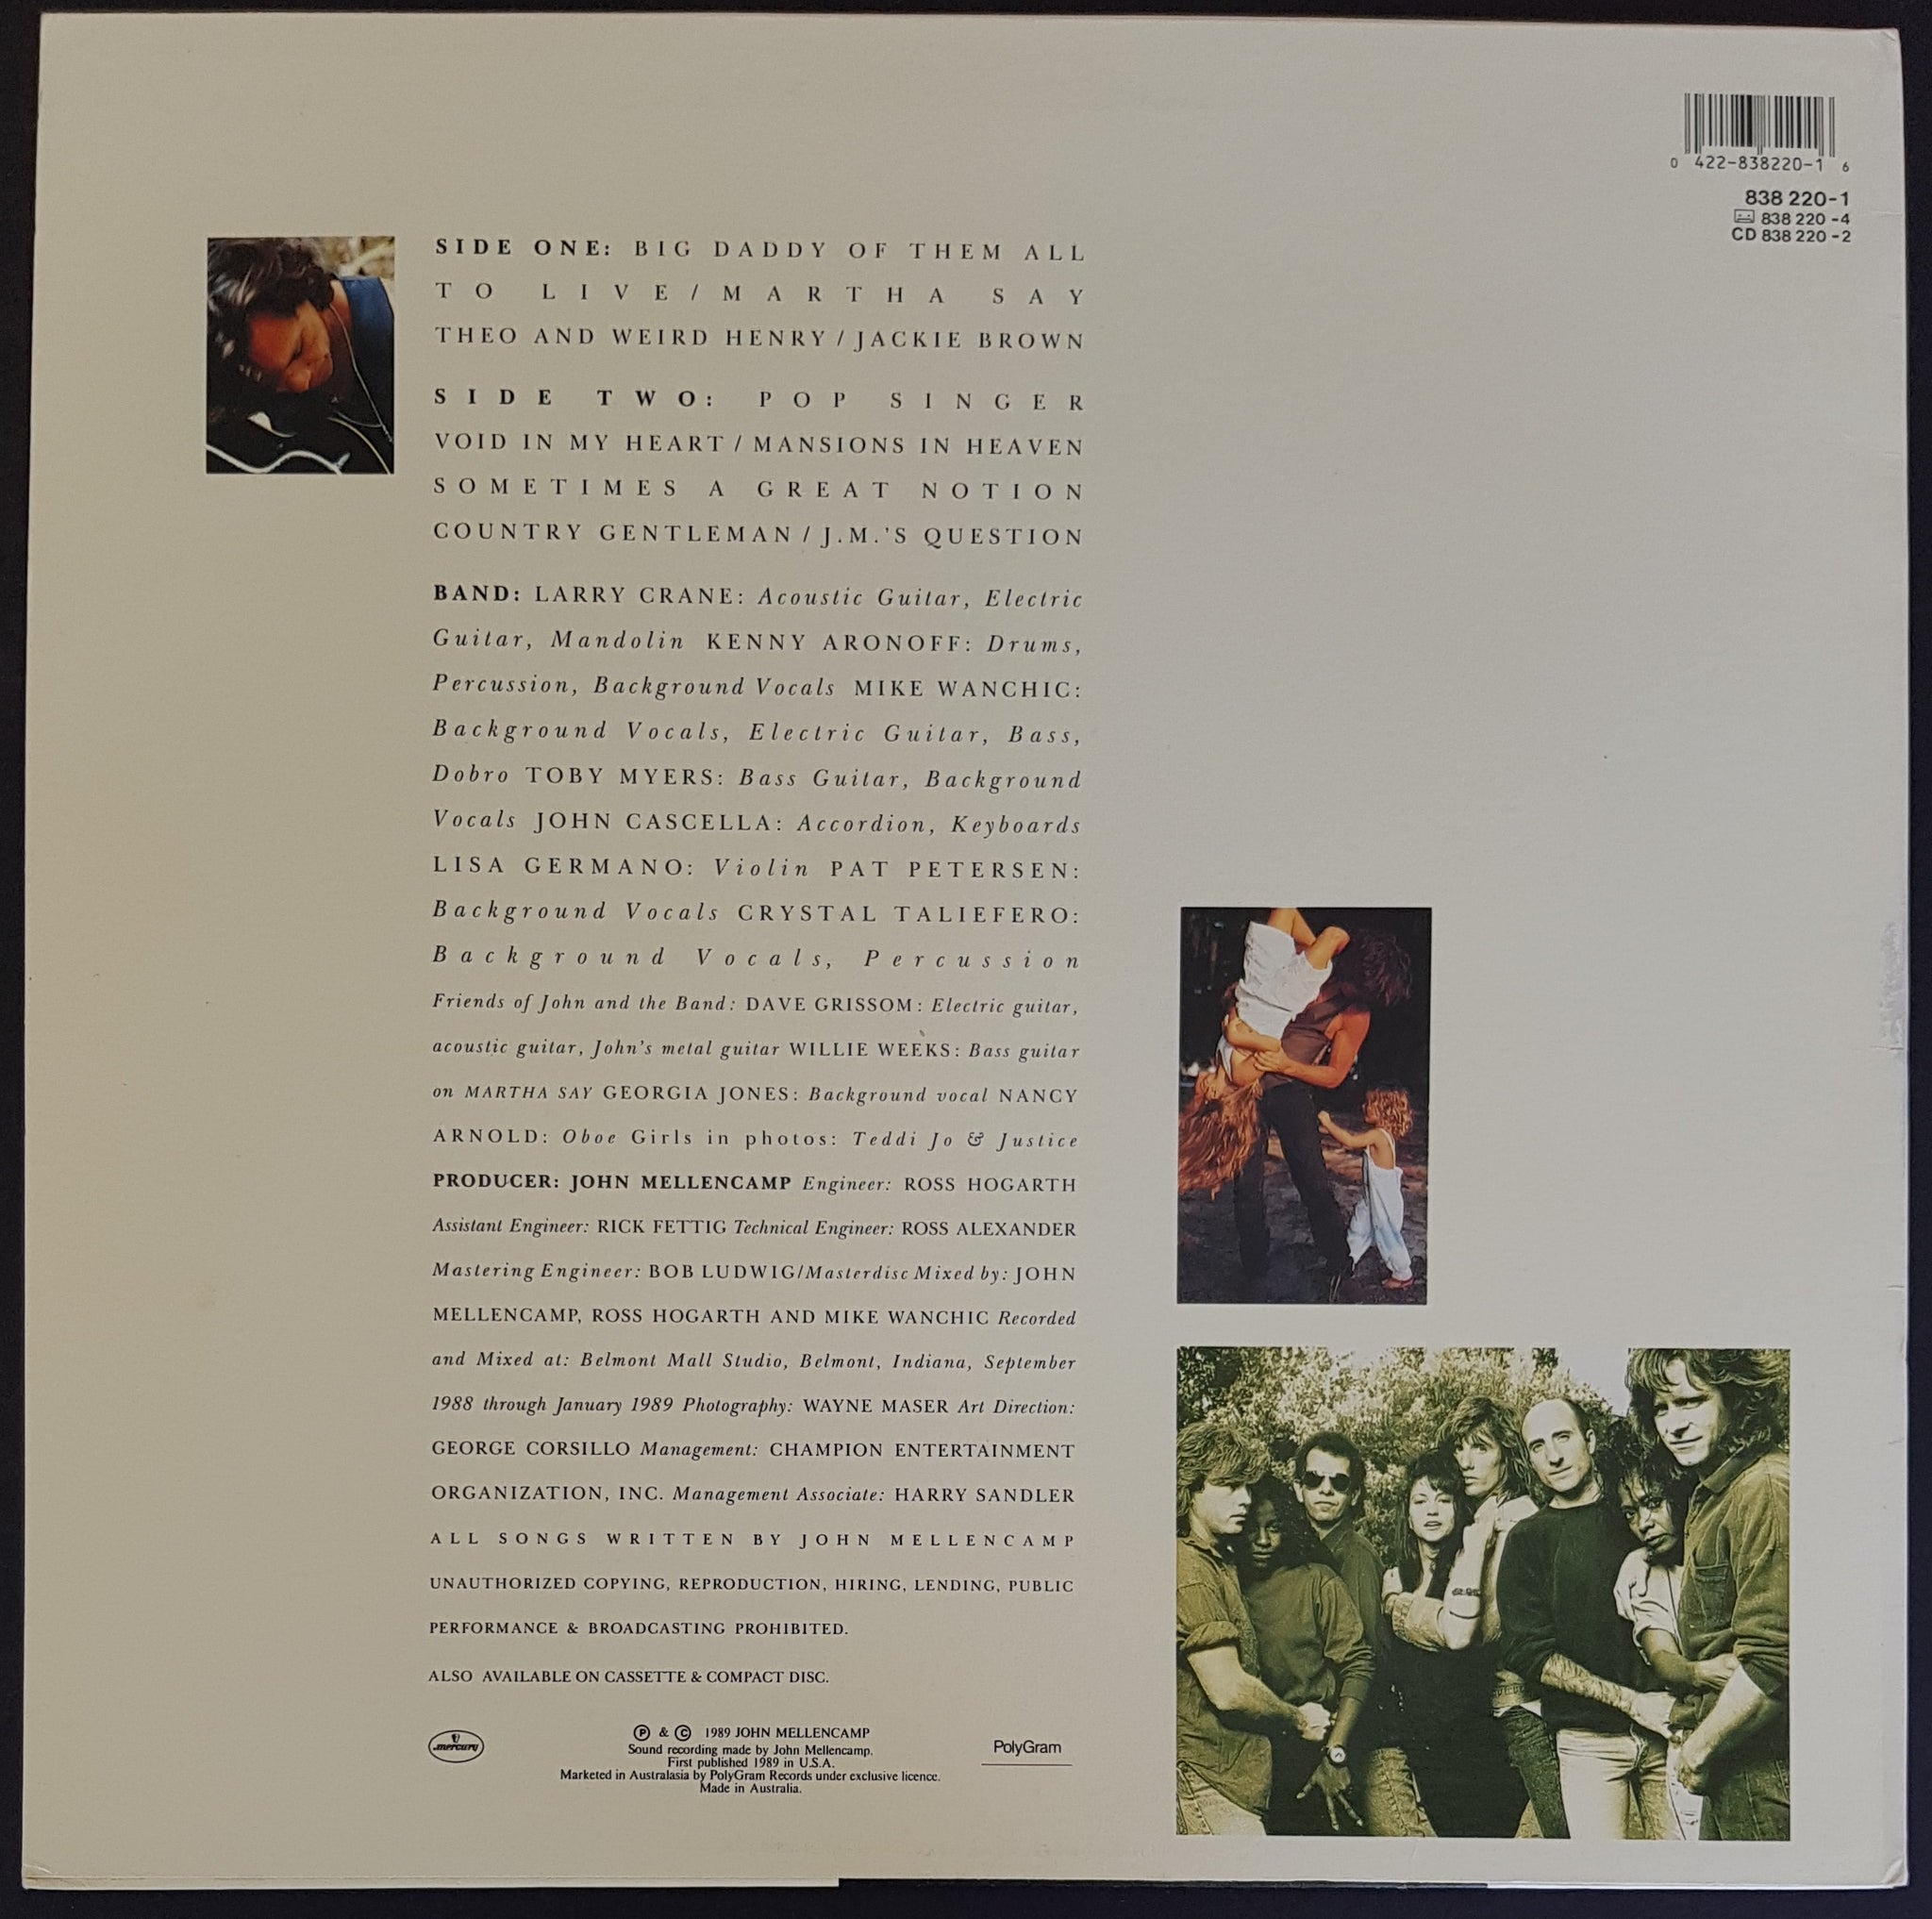 0 422-838220-1 6
838 220-1
838 220 -4
CD 838 220 -2
SIDE ONE: BIG DADDY OF THEM ALL
TO LIVE/MARTHA SAY
THEO AND WEIRD HENRY/JACKIE BROWN
SIDE TWO: POP SINGER
VOID IN MY HEART/MANSIONS IN HEAVEN
SOMETIMES A GREAT NOTION
COUNTRY GENTLEMAN/J.M.'S QUESTION
BAND: LARRY CRANE: Acoustic Guitar, Electric
Guitar, Mandolin KENNY ARONOFF: Drums,
Percussion, Background Vocals MIKE WANCHIC:
Background Vocals, Electric Guitar, Bass,
Dobro TOBY MYERS: Bass Guitar, Background
Vocals JOHN CASCELLA: Accordion, Keyboards
LISA GERMANO: Violin PAT PETERSEN:
Background Vocals CRYSTAL TALIEFERO:
Background Vocals, Percussion
Friends of John and the Band: DAVE GRISSOM: Electric guitar,
acoustic guitar, John's metal guitar WILLIE WEEKS: Bass guitar
on MARTHA SAY GEORGIA JONES: Background vocal NANCY
ARNOLD: Oboe Girls in photos: Teddi Jo & Justice
PRODUCER: JOHN MELLENCAMP Engineer: ROSS HOGARTH
Assistant Engineer: RICK FETTIG Technical Engineer: ROSS ALEXANDER
Mastering Engineer: BOB LUDWIG/Masterdisc Mixed by: JOHN
MELLENCAMP, ROSS HOGARTH AND MIKE WANCHIC Recorded
and Mixed at: Belmont Mall Studio, Belmont, Indiana, September
1988 through January 1989 Photography: WAYNE MASER Art Direction:
GEORGE CORSILLO Management: CHAMPION ENTERTAINMENT
ORGANIZATION, INC. Management Associate: HARRY SANDLER
ALL SONGS WRITTEN BY JOHN MELLENCAMP
UNAUTHORIZED COPYING, REPRODUCTION, HIRING, LENDING, PUBLIC
PERFORMANCE & BROADCASTING PROHIBITED.
ALSO AVAILABLE ON CASSETTE & COMPACT DISC.
mercury
Ⓟ & Ⓒ 1989 JOHN MELLENCAMP
Sound recording made by John Mellencamp.
First published 1989 in U.S.A.
Marketed in Australasia by PolyGram Records under exclusive licence.
Made in Australia.
PolyGram